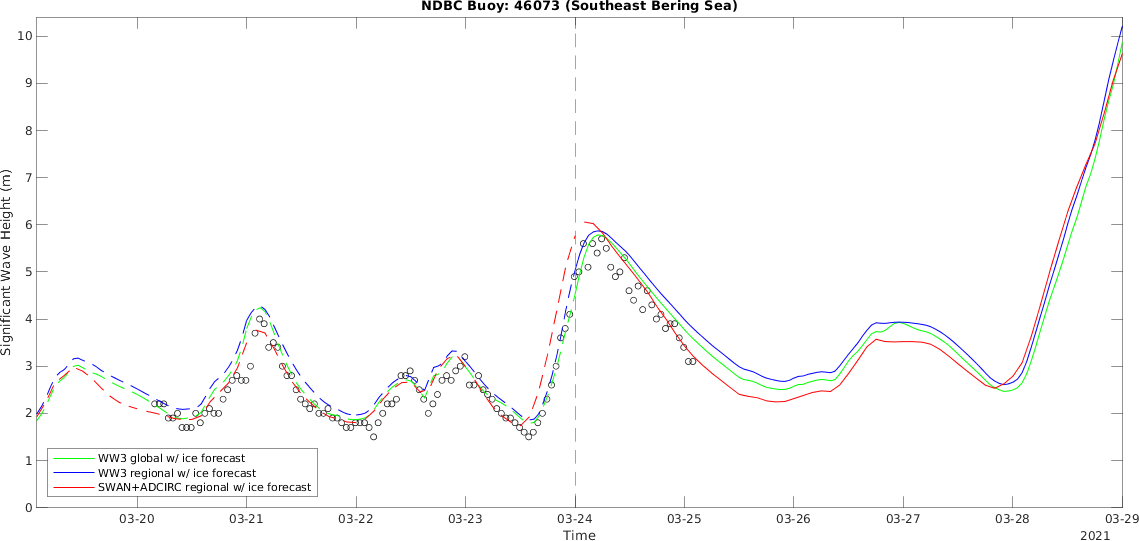 NDBC Buoy: 46073 (Southeast Bering Sea)
10
9
8
7
6
5
4
3
2
1
0
Significant Wave Height (m)
WW3 global w/ ice forecast
WW3 regional w/ ice forecast
SWAN+ADCIRC regional w/ ice forecast
03-20 03-21 03-22 03-23 03-24 03-25 03-26 03-27 03-28 03-29
Time
2021